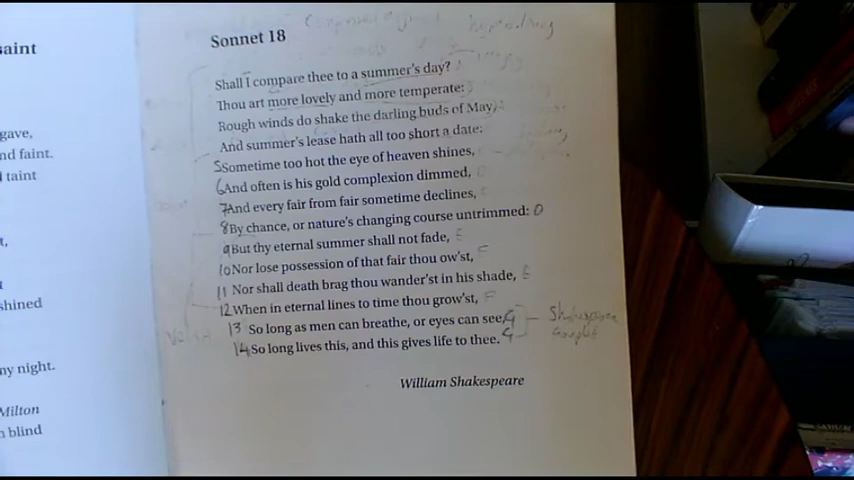 aint
gave,
nd faint.
taint
t,
shined
ny night.
Milton
n blind
Sonnet 18
Shall I compare thee to a summer's day?
Thou art more lovely and more temperate:
Rough winds do shake the darling buds of May,
And summer's lease hath all too short a date:
5 Sometime too hot the eye of heaven shines,
6 And often is his gold complexion dimmed,
7 And every fair from fair sometime declines,
8 By chance, or nature's changing course untrimmed: D
9 But thy eternal summer shall not fade, E
10 Nor lose possession of that fair thou ow'st, F
11 Nor shall death brag thou wander'st in his shade, E
12 When in eternal lines to time thou grow'st, F
13 So long as men can breathe, or eyes can see, G
14 So long lives this, and this gives life to thee. G
Shakespearean
couplet
William Shakespeare